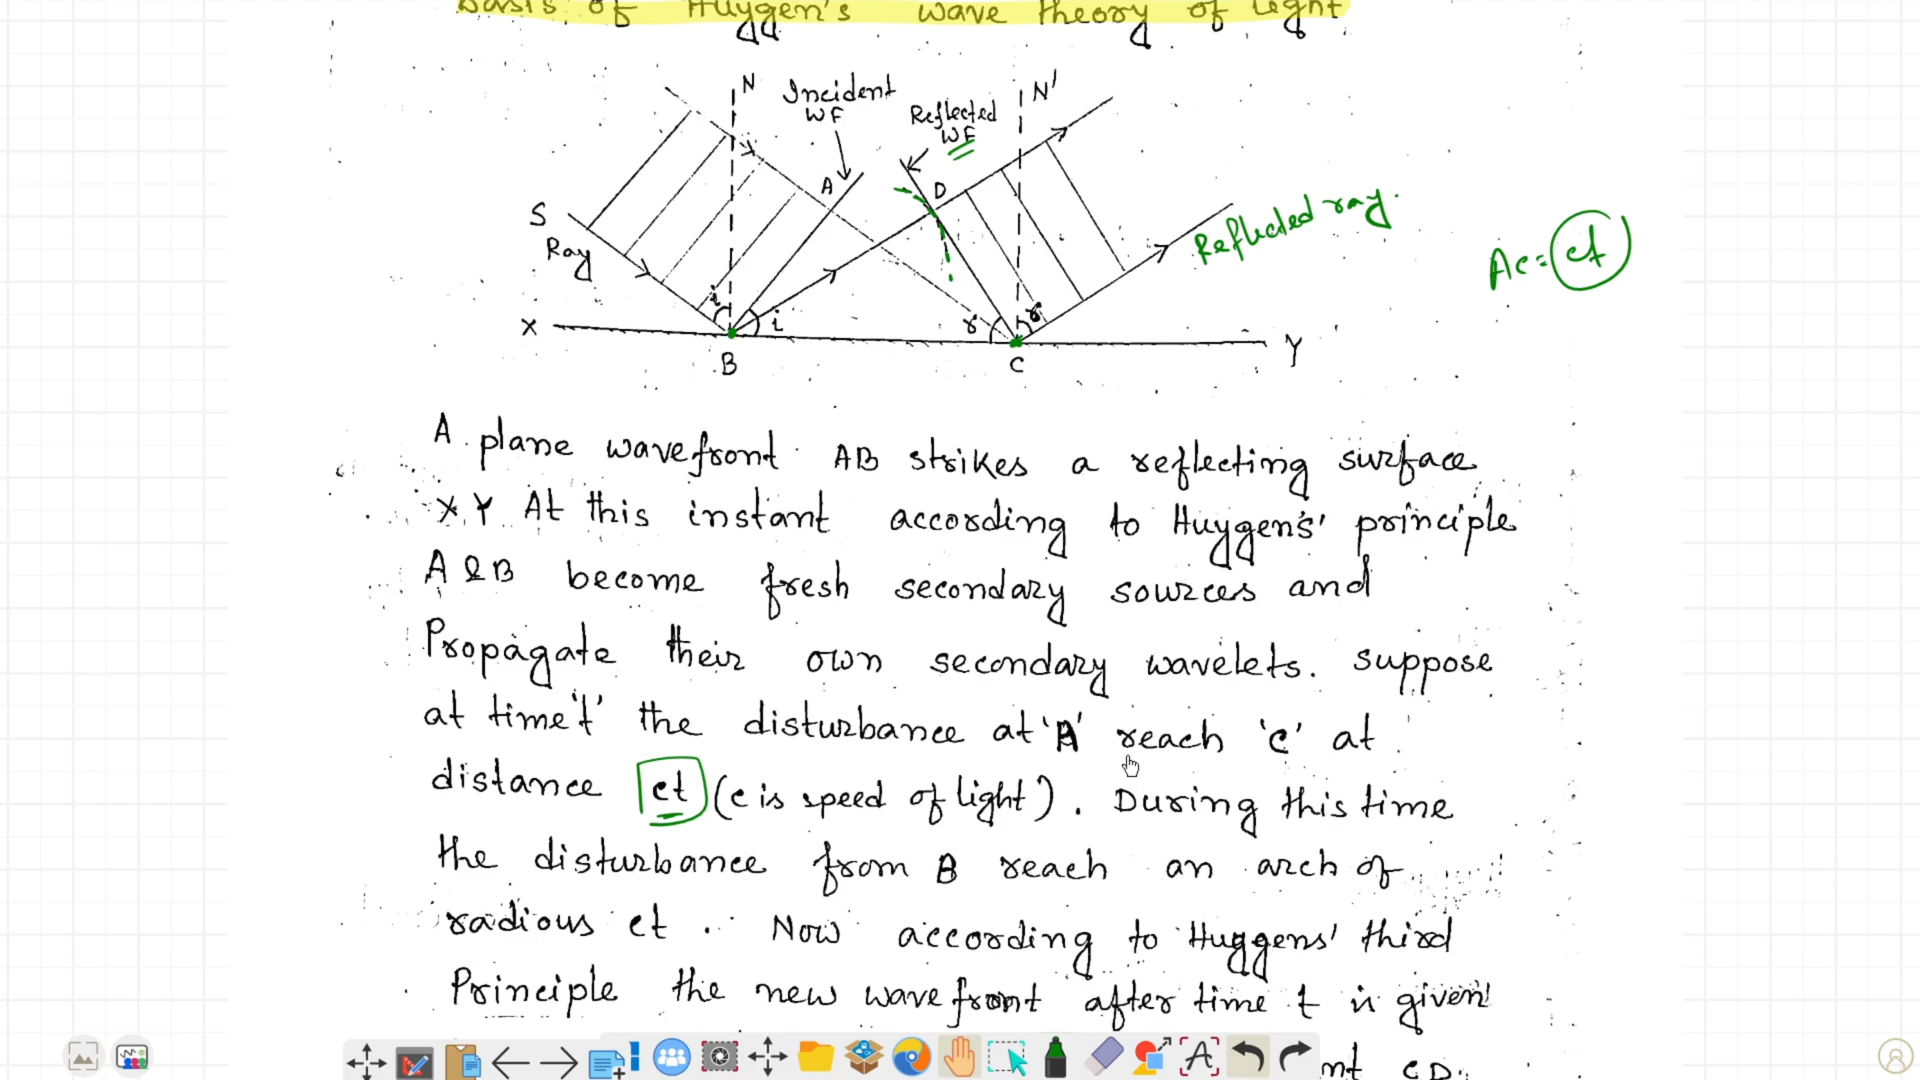 basis of Huygen's wave theory of light
N
Incident
WF
Reflected
WF
N'
A
D
S
Ray
Reflected ray.
Ac = ct
i
i
r
r
X
B
C
Y
A plane wavefront AB strikes a reflecting surface
XY At this instant according to Huygens' principle
A & B become fresh secondary sources and
Propagate their own secondary wavelets. suppose
at time 't' the disturbance at 'A' reach 'c' at
distance ct (c is speed of light). During this time
the disturbance from B reach an arch of
radious ct. Now according to Huygens' third
Principle the new wavefront after time t is given
nt CD.